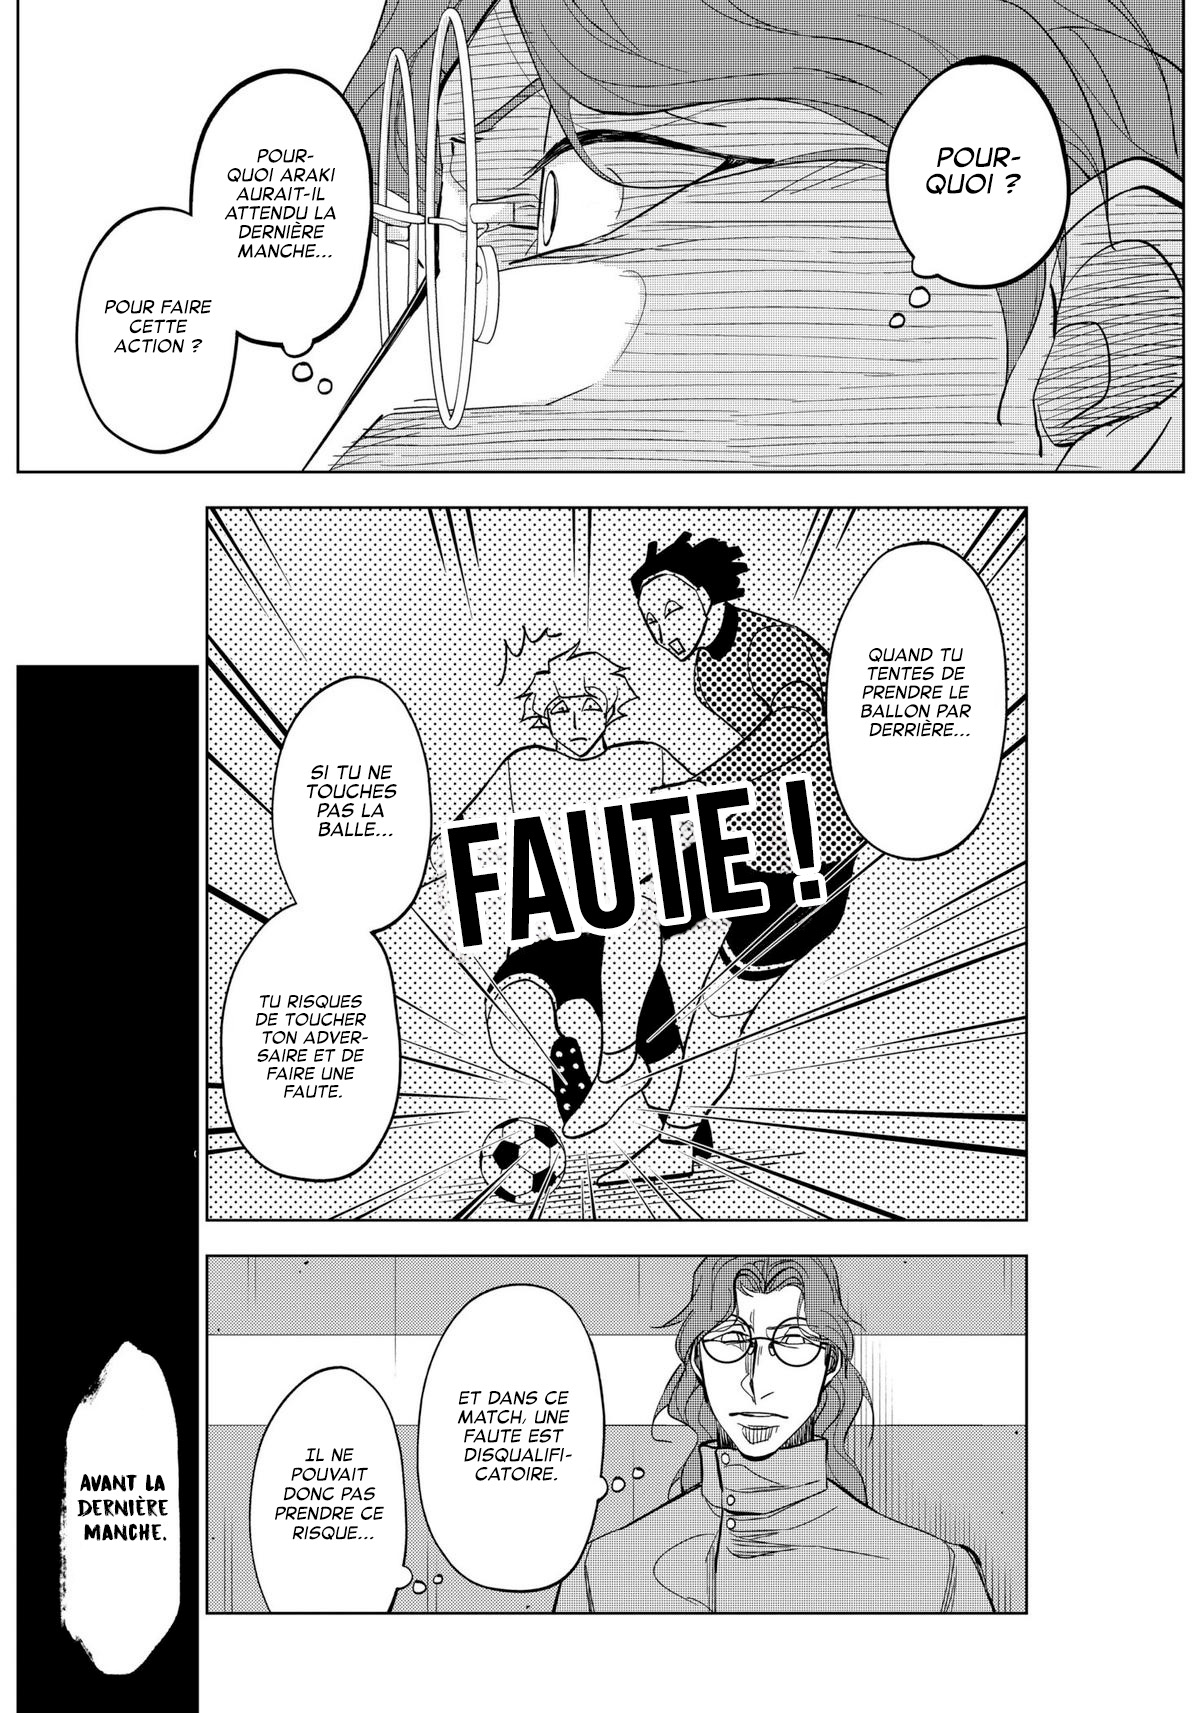 POUR-
QUOI ?
POUR-
QUOI ARAKI
AURAIT-IL
ATTENDU LA
DERNIÈRE
MANCHE...
POUR FAIRE
CETTE
ACTION ?
QUAND TU
TENTES DE
PRENDRE LE
BALLON PAR
DERRIÈRE...
SI TU NE
TOUCHES
PAS LA
BALLE...
FAUTE !
TU RISQUES
DE TOUCHER
TON ADVER-
SAIRE ET DE
FAIRE UNE
FAUTE.
ET DANS CE
MATCH, UNE
FAUTE EST
DISQUALIFI-
CATOIRE.
IL NE
POUVAIT
DONC PAS
PRENDRE CE
RISQUE...
AVANT LA
DERNIÈRE
MANCHE.